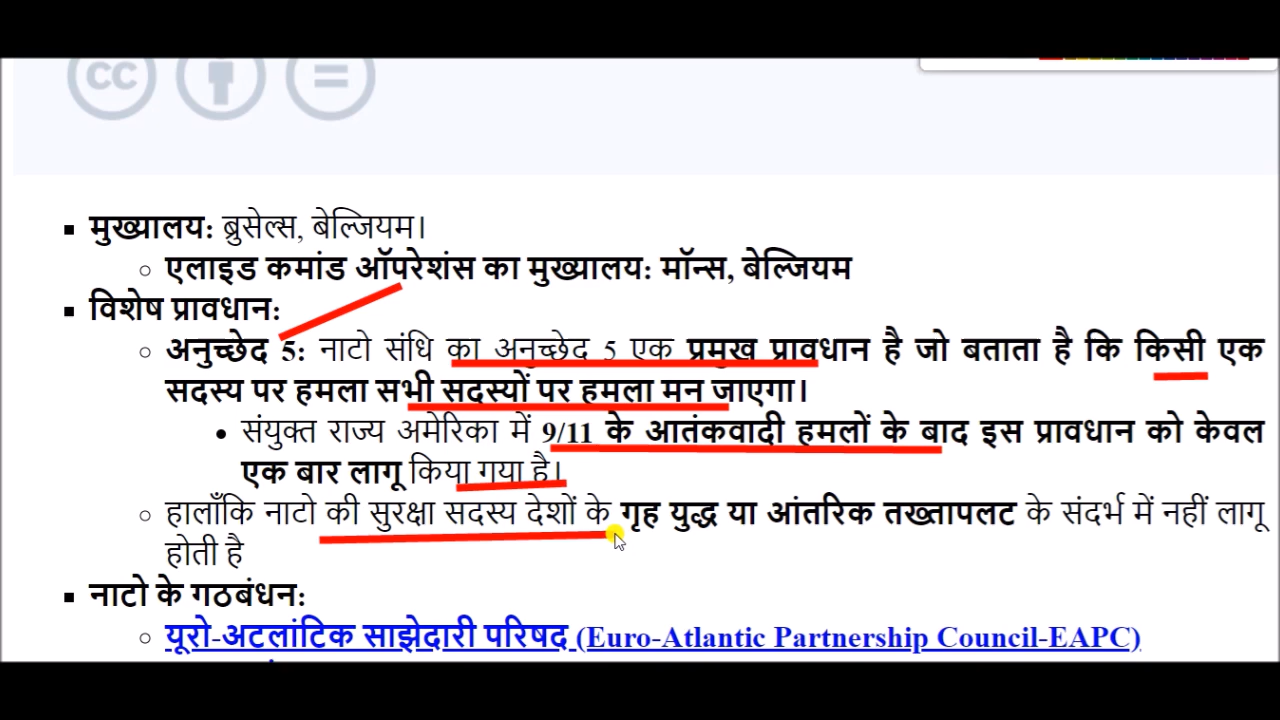 मुख्यालय: ब्रुसेल्स, बेल्जियम।
एलाइड कमांड ऑपरेशंस का मुख्यालय: मॉन्स, बेल्जियम
विशेष प्रावधान:
अनुच्छेद 5: नाटो संधि का अनुच्छेद 5 एक प्रमुख प्रावधान है जो बताता है कि किसी एक
सदस्य पर हमला सभी सदस्यों पर हमला मन जाएगा।
संयुक्त राज्य अमेरिका में 9/11 के आतंकवादी हमलों के बाद इस प्रावधान को केवल
एक बार लागू किया गया है।
हालाँकि नाटो की सुरक्षा सदस्य देशों के गृह युद्ध या आंतरिक तख्तापलट के संदर्भ में नहीं लागू
होती है
नाटो के गठबंधन:
यूरो-अटलांटिक साझेदारी परिषद (Euro-Atlantic Partnership Council-EAPC)